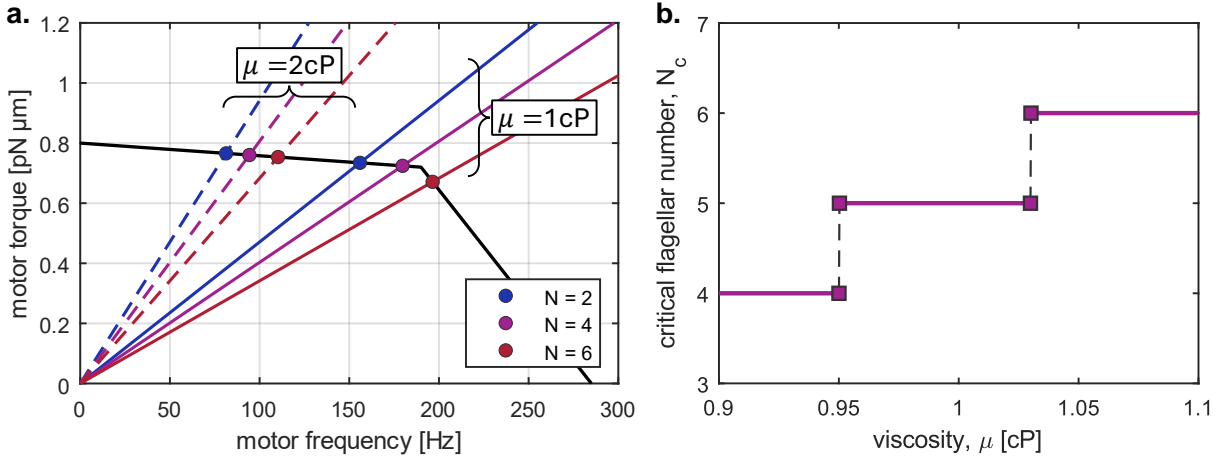 a.
1.2
1
0.8
0.6
0.4
0.2
0
motor torque [pN μm]
0 50 100 150 200 250 300
motor frequency [Hz]
μ = 2cP
μ = 1cP
N = 2
N = 4
N = 6
b.
7
6
5
4
3
critical flagellar number, N_c
0.9 0.95 1 1.05 1.1
viscosity, μ [cP]